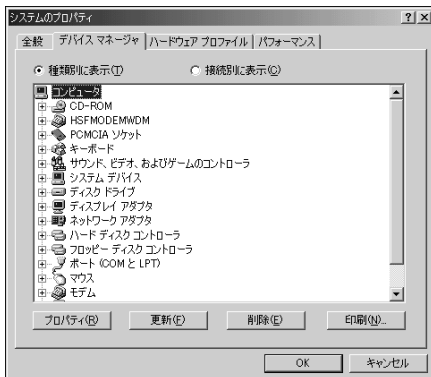 システムのプロパティ
全般 デバイス マネージャ ハードウェア プロファイル パフォーマンス
種類別に表示(T) 接続別に表示(C)
コンピュータ
CD-ROM
HSFMODEMWDM
PCMCIA ソケット
キーボード
サウンド、ビデオ、およびゲームのコントローラ
システム デバイス
ディスク ドライブ
ディスプレイ アダプタ
ネットワーク アダプタ
ハード ディスク コントローラ
フロッピー ディスク コントローラ
ポート (COM と LPT)
マウス
モデム
プロパティ(R) 更新(F) 削除(E) 印刷(N)...
OK キャンセル